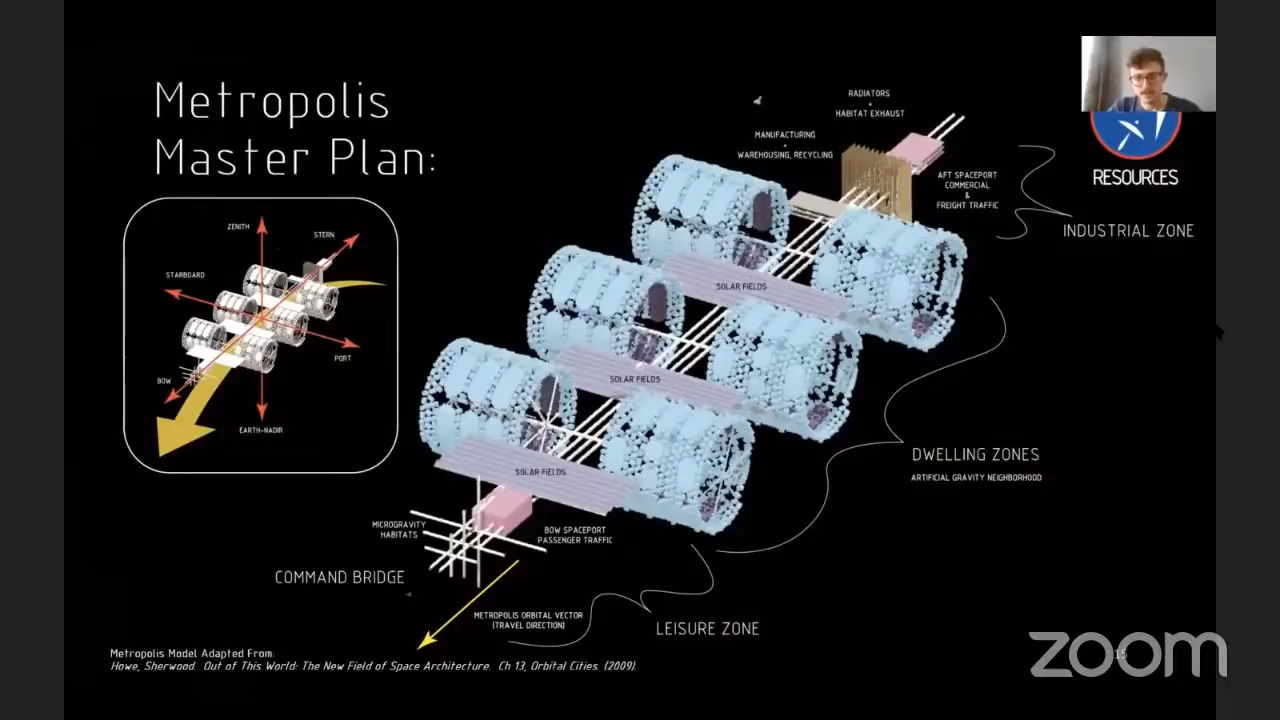 Metropolis
Master Plan:
ZENITH
STERN
STARBOARD
PORT
BOW
EARTH-NADIR
RADIATORS
+
HABITAT EXHAUST
MANUFACTURING
+
WAREHOUSING, RECYCLING
AFT SPACEPORT
COMMERCIAL
&
FREIGHT TRAFFIC
RESOURCES
INDUSTRIAL ZONE
SOLAR FIELDS
SOLAR FIELDS
SOLAR FIELDS
DWELLING ZONES
ARTIFICIAL GRAVITY NEIGHBORHOOD
MICROGRAVITY
HABITATS
BOW SPACEPORT
PASSENGER TRAFFIC
COMMAND BRIDGE
METROPOLIS ORBITAL VECTOR
(TRAVEL DIRECTION)
LEISURE ZONE
Metropolis Model Adapted From:
Howe, Sherwood. Out of This World: The New Field of Space Architecture. Ch 13, Orbital Cities. (2009).
15
zoom